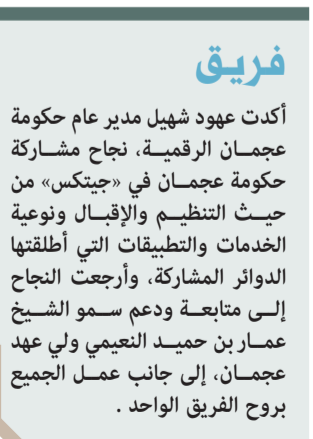 فريق
أكدت عهود شهيل مدير عام حكومة
عجمان الرقمية، نجاح مشاركة
حكومة عجمان في «جيتكس» من
حيث التنظيم والإقبال ونوعية
الخدمات والتطبيقات التي أطلقتها
الدوائر المشاركة، وأرجعت النجاح
إلى متابعة ودعم سمو الشيخ
عمار بن حميد النعيمي ولي عهد
عجمان، إلى جانب عمل الجميع
بروح الفريق الواحد .